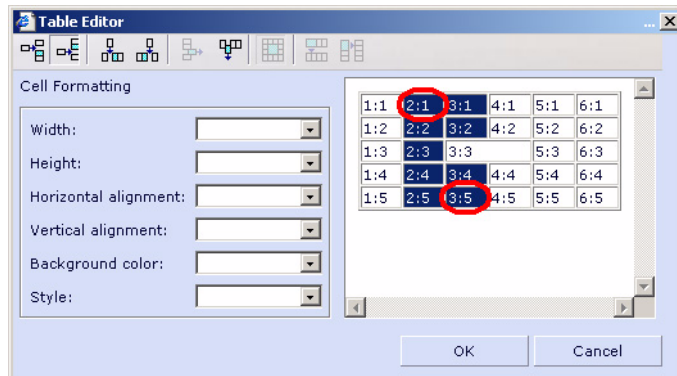 Table Editor
...
Cell Formatting
Width:
Height:
Horizontal alignment:
Vertical alignment:
Background color:
Style:
1:1 2:1 3:1 4:1 5:1 6:1
1:2 2:2 3:2 4:2 5:2 6:2
1:3 2:3 3:3 5:3 6:3
1:4 2:4 3:4 4:4 5:4 6:4
1:5 2:5 3:5 4:5 5:5 6:5
OK Cancel